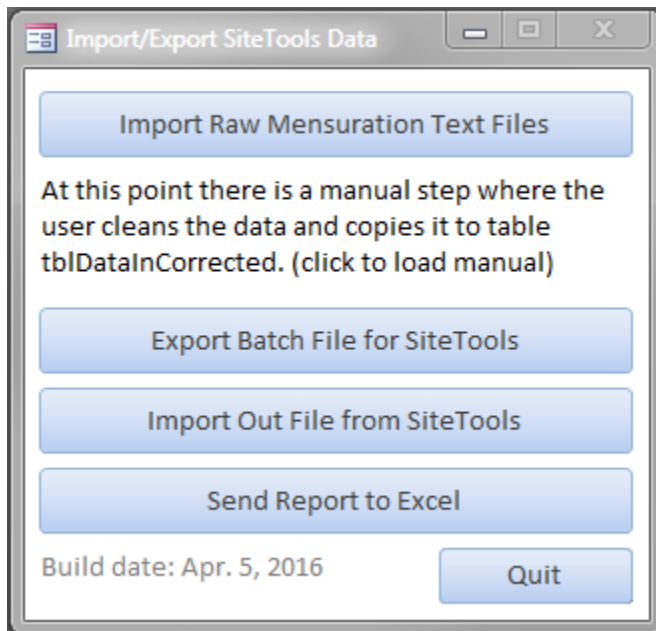 Import/Export SiteTools Data
Import Raw Mensuration Text Files
At this point there is a manual step where the
user cleans the data and copies it to table
tblDataInCorrected. (click to load manual)
Export Batch File for SiteTools
Import Out File from SiteTools
Send Report to Excel
Build date: Apr. 5, 2016
Quit